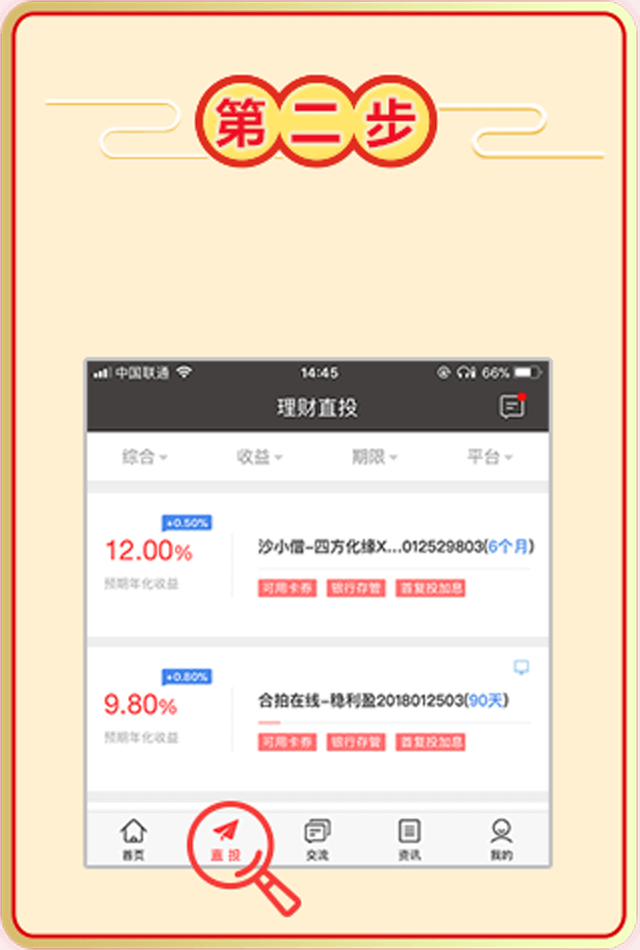 第二步
中国联通 14:45 66%
理财直投
综合 收益 期限 平台
+0.50%
12.00% 沙小僧-四方化缘X...012529803(6个月)
预期年化收益 可用卡券 银行存管 首复投加息
+0.80%
9.80% 合拍在线-稳利盈2018012503(90天)
预期年化收益 可用卡券 银行存管 首复投加息
首页 直投 交流 资讯 我的